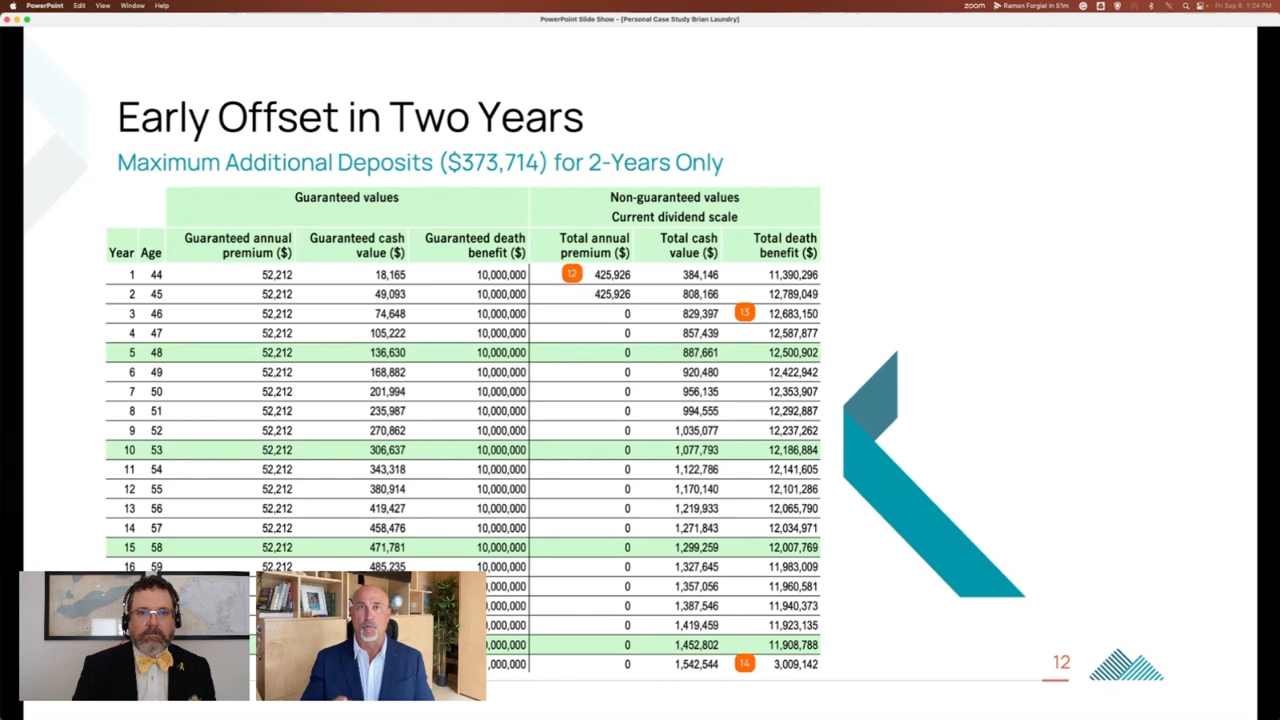 PowerPoint File Edit View Window Help zoom Ramon Forgiel in 51m Fri Sep 8 1:24 PM
PowerPoint Slide Show - [Personal Case Study Brian Laundry]
Early Offset in Two Years
Maximum Additional Deposits ($373,714) for 2-Years Only
Guaranteed values Non-guaranteed values
Current dividend scale
Guaranteed annual Guaranteed cash Guaranteed death Total annual Total cash Total death
Year Age premium ($) value ($) benefit ($) premium ($) value ($) benefit ($)
1 44 52,212 18,165 10,000,000 12 425,926 384,146 11,390,296
2 45 52,212 49,093 10,000,000 425,926 808,166 12,789,049
3 46 52,212 74,648 10,000,000 0 829,397 13 12,683,150
4 47 52,212 105,222 10,000,000 0 857,439 12,587,877
5 48 52,212 136,630 10,000,000 0 887,661 12,500,902
6 49 52,212 168,882 10,000,000 0 920,480 12,422,942
7 50 52,212 201,994 10,000,000 0 956,135 12,353,907
8 51 52,212 235,987 10,000,000 0 994,555 12,292,887
9 52 52,212 270,862 10,000,000 0 1,035,077 12,237,262
10 53 52,212 306,637 10,000,000 0 1,077,793 12,186,884
11 54 52,212 343,318 10,000,000 0 1,122,786 12,141,605
12 55 52,212 380,914 10,000,000 0 1,170,140 12,101,286
13 56 52,212 419,427 10,000,000 0 1,219,933 12,065,790
14 57 52,212 458,476 10,000,000 0 1,271,843 12,034,971
15 58 52,212 471,781 10,000,000 0 1,299,259 12,007,769
16 59 52,212 485,235 10,000,000 0 1,327,645 11,983,009
,000,000 0 1,357,056 11,960,581
,000,000 0 1,387,546 11,940,373
,000,000 0 1,419,459 11,923,135
,000,000 0 1,452,802 11,908,788
,000,000 0 1,542,544 14 3,009,142
12